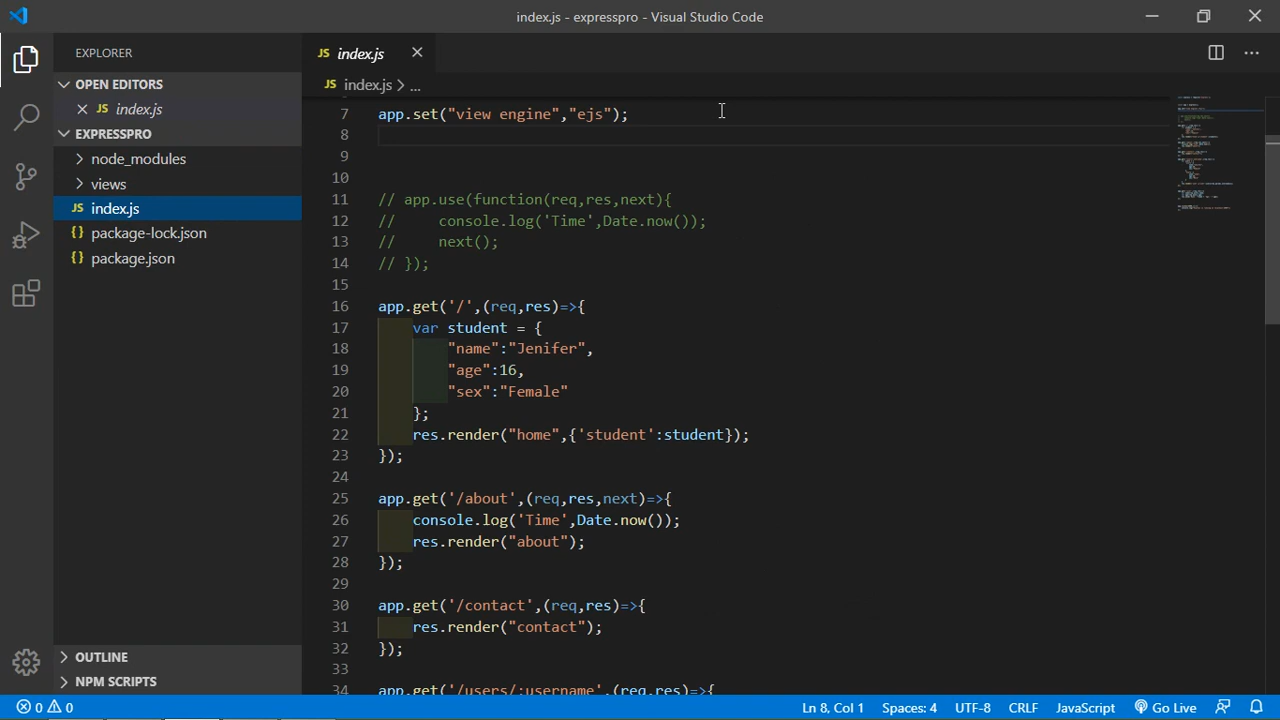 index.js - expresspro - Visual Studio Code
EXPLORER
OPEN EDITORS
JS index.js
EXPRESSPRO
node_modules
views
JS index.js
{} package-lock.json
{} package.json
OUTLINE
NPM SCRIPTS
JS index.js
JS index.js > ...
7 app.set("view engine","ejs");
8
9
10
11 // app.use(function(req,res,next){
12 //     console.log('Time',Date.now());
13 //     next();
14 // });
15
16 app.get('/',(req,res)=>{
17     var student = {
18         "name":"Jenifer",
19         "age":16,
20         "sex":"Female"
21     };
22     res.render("home",{'student':student});
23 });
24
25 app.get('/about',(req,res,next)=>{
26     console.log('Time',Date.now());
27     res.render("about");
28 });
29
30 app.get('/contact',(req,res)=>{
31     res.render("contact");
32 });
33
34 app.get('/users/:username',(req,res)=>{
0 0 Ln 8, Col 1 Spaces: 4 UTF-8 CRLF JavaScript Go Live